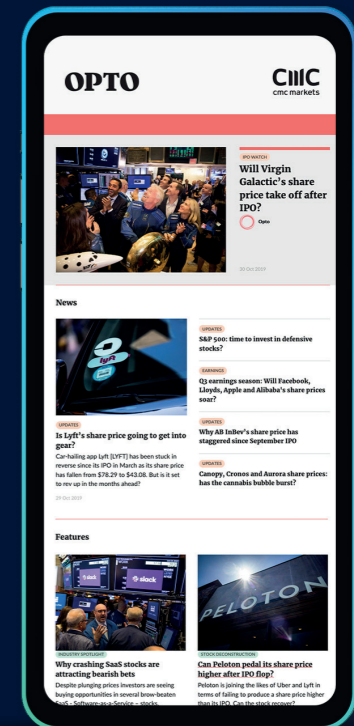 OPTO
CMC
cmc markets
IPO WATCH
Will Virgin
Galactic's share
price take off after
IPO?
Opto
20 Oct 2019
News
lyft
UPDATES
Is Lyft's share price going to get into
gear?
Car-hailing app Lyft [LYFT] has been stuck in
reverse since its IPO in March as its share price
has fallen from $78.29 to $43.08. But is it set
to rev up in the months ahead?
29 Oct 2019
UPDATES
S&P 500: time to invest in defensive
stocks?
EARNINGS
Q3 earnings season: Will Facebook,
Lloyds, Apple and Alibaba's share prices
soar?
UPDATES
Why AB InBev's share price has
staggered since September IPO
UPDATES
Canopy, Cronos and Aurora share prices:
has the cannabis bubble burst?
Features
slack
slack
INDUSTRY SPOTLIGHT
Why crashing SaaS stocks are
attracting bearish bets
Despite plunging prices investors are seeing
buying opportunities in several brow-beaten
SaaS - Software-as-a-Service – stocks.
PELOTON
STOCK DECONSTRUCTION
Can Peloton pedal its share price
higher after IPO flop?
Peloton is joining the likes of Uber and Lyft in
terms of failing to produce a share price higher
than its IPO. Can the stock recover?